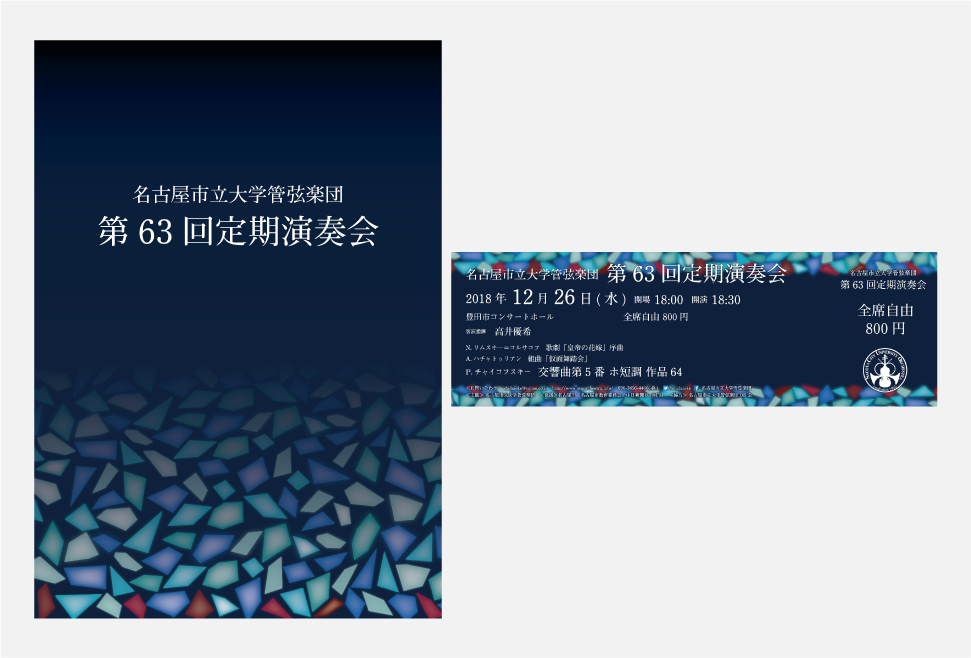 名古屋市立大学管弦楽団
第 63 回定期演奏会
名古屋市立大学管弦楽団 第 63 回定期演奏会
2018 年 12 月 26 日 ( 水 ) 開場 18:00 開演 18:30
豊田市コンサートホール 全席自由 800 円
客演指揮 高井優希
N. リムスキー=コルサコフ 歌劇「皇帝の花嫁」序曲
A. ハチャトゥリアン 組曲「仮面舞踏会」
P. チャイコフスキー 交響曲第 5 番 ホ短調 作品 64
名古屋市立大学管弦楽団
第 63 回定期演奏会
全席自由
800 円